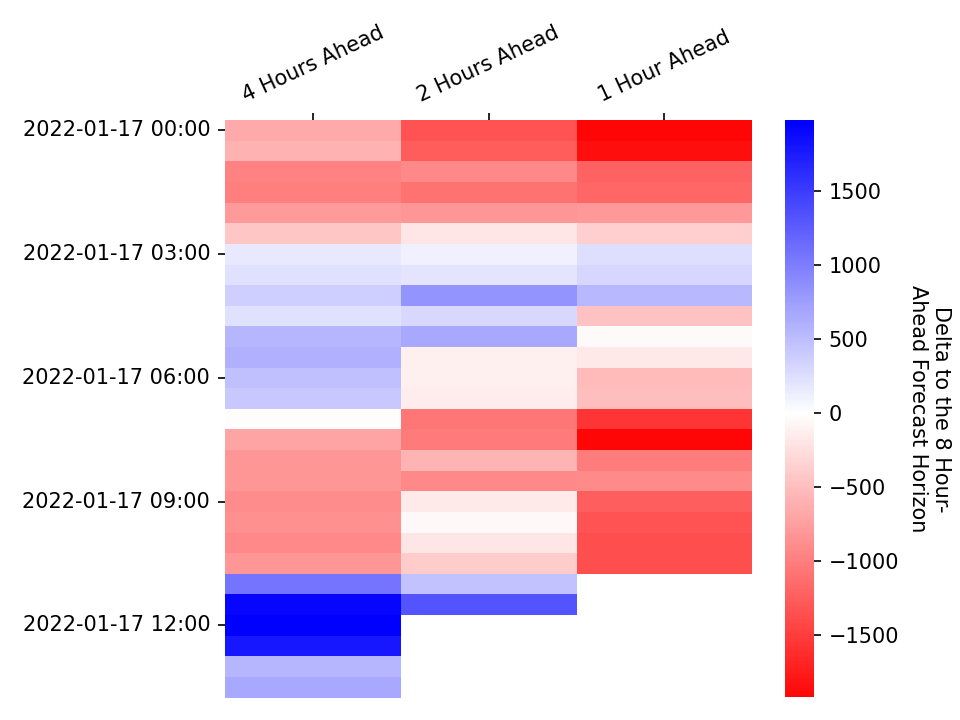 4 Hours Ahead
2 Hours Ahead
1 Hour Ahead
2022-01-17 00:00
2022-01-17 03:00
2022-01-17 06:00
2022-01-17 09:00
2022-01-17 12:00
1500
1000
500
0
−500
−1000
−1500
Delta to the 8 Hour-
Ahead Forecast Horizon